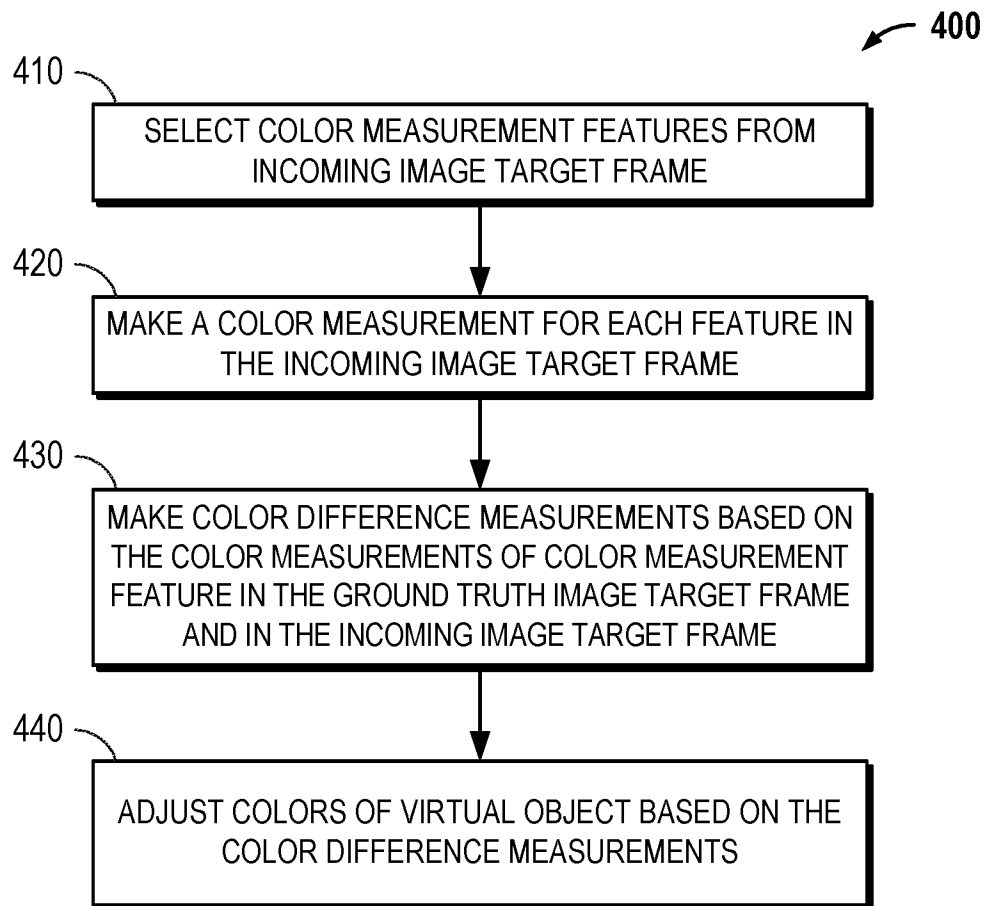 400
410
SELECT COLOR MEASUREMENT FEATURES FROM
INCOMING IMAGE TARGET FRAME
420
MAKE A COLOR MEASUREMENT FOR EACH FEATURE IN
THE INCOMING IMAGE TARGET FRAME
430
MAKE COLOR DIFFERENCE MEASUREMENTS BASED ON
THE COLOR MEASUREMENTS OF COLOR MEASUREMENT
FEATURE IN THE GROUND TRUTH IMAGE TARGET FRAME
AND IN THE INCOMING IMAGE TARGET FRAME
440
ADJUST COLORS OF VIRTUAL OBJECT BASED ON THE
COLOR DIFFERENCE MEASUREMENTS